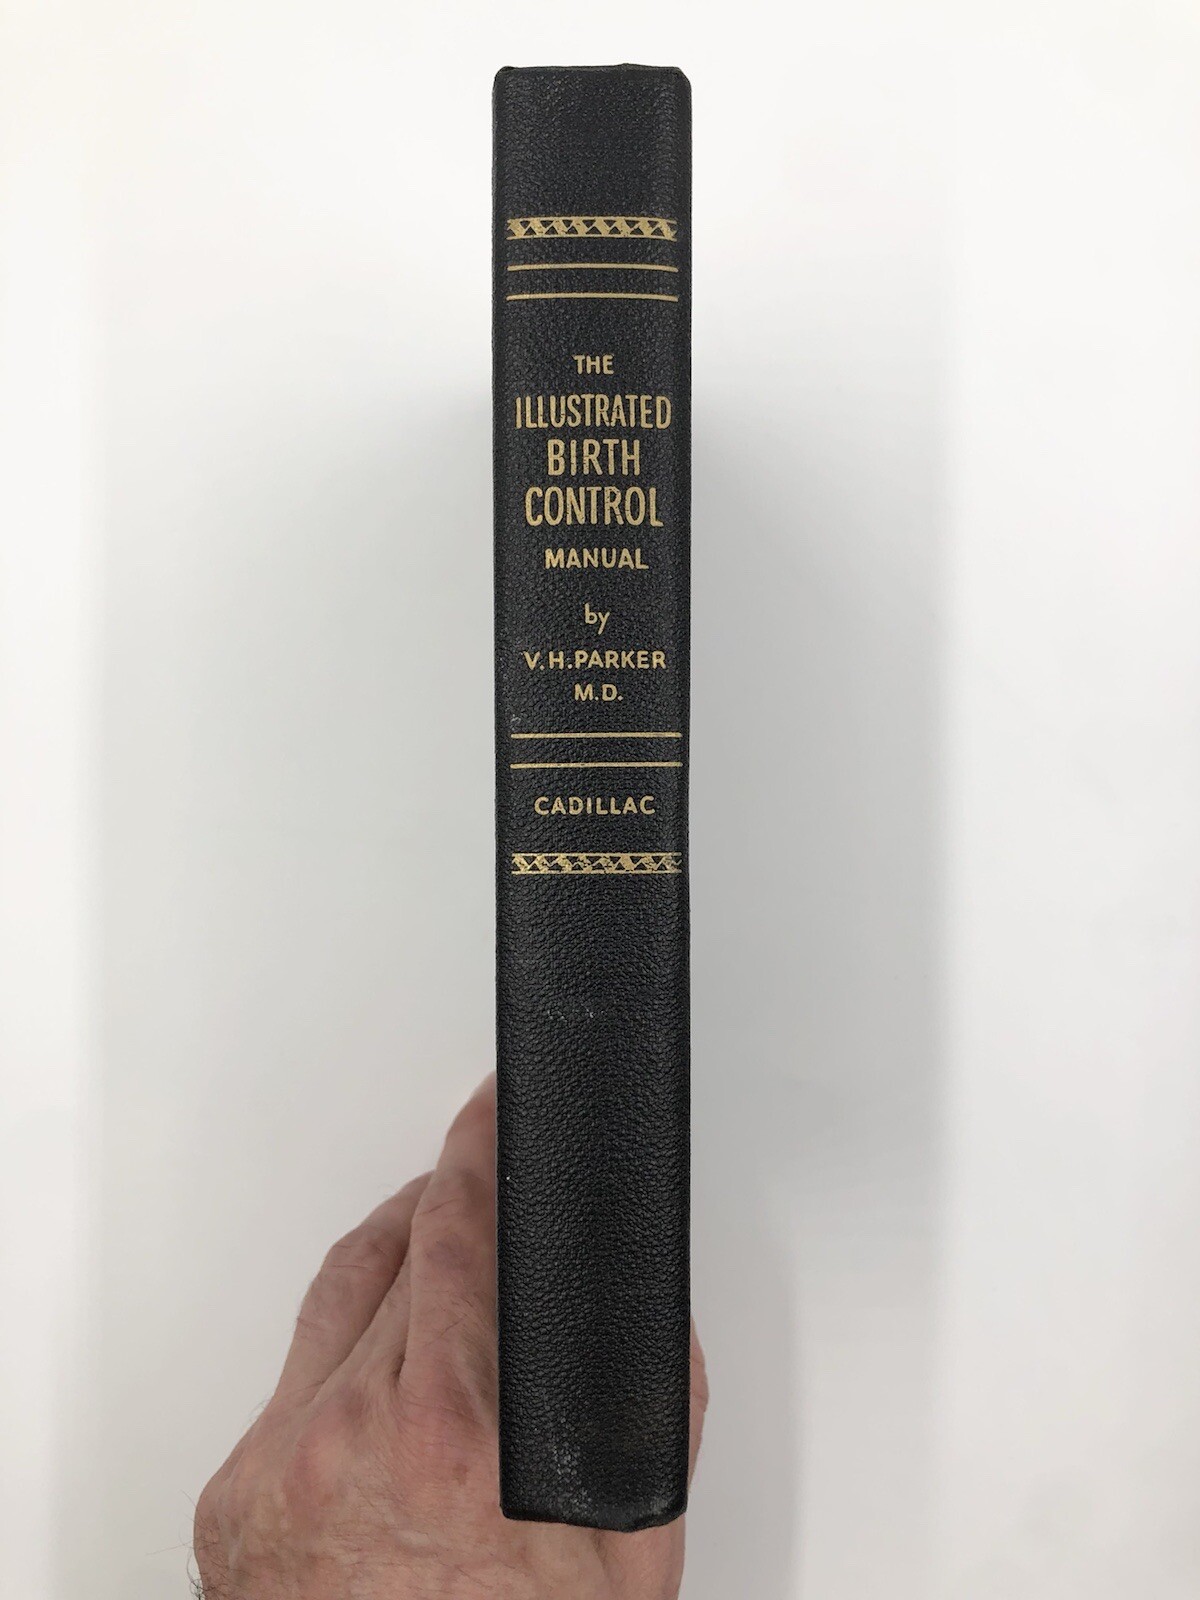 THE
ILLUSTRATED
BIRTH
CONTROL
MANUAL
by
V.H.PARKER
M.D.
CADILLAC